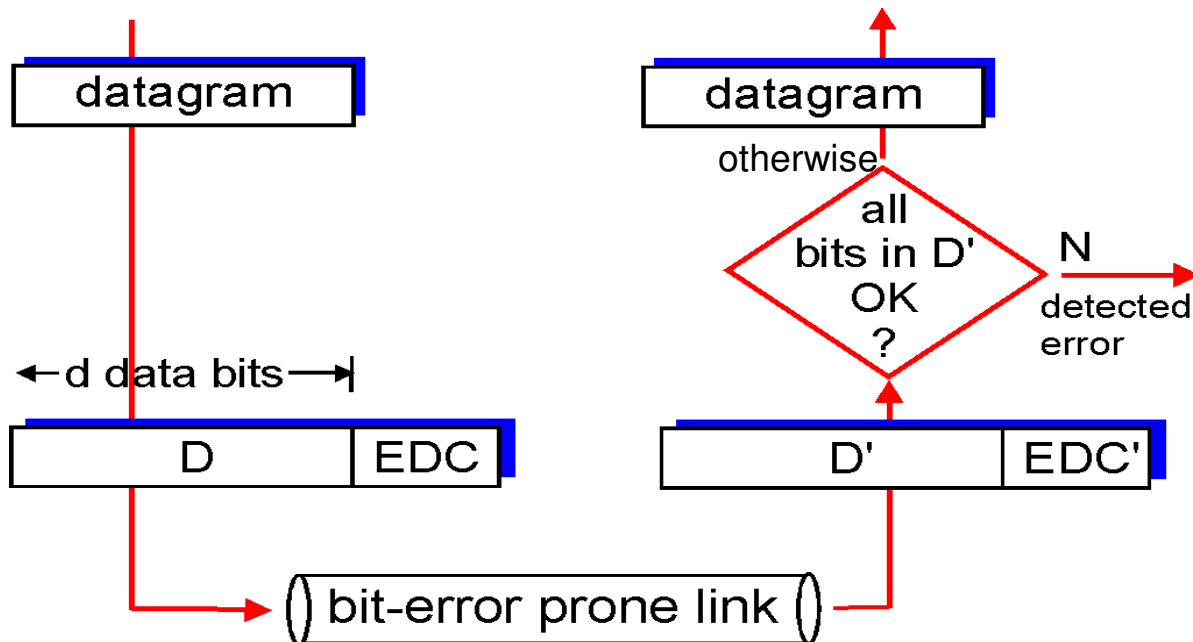 datagram
datagram
otherwise
all
bits in D'
OK
?
N
detected
error
d data bits
D
EDC
D'
EDC'
bit-error prone link